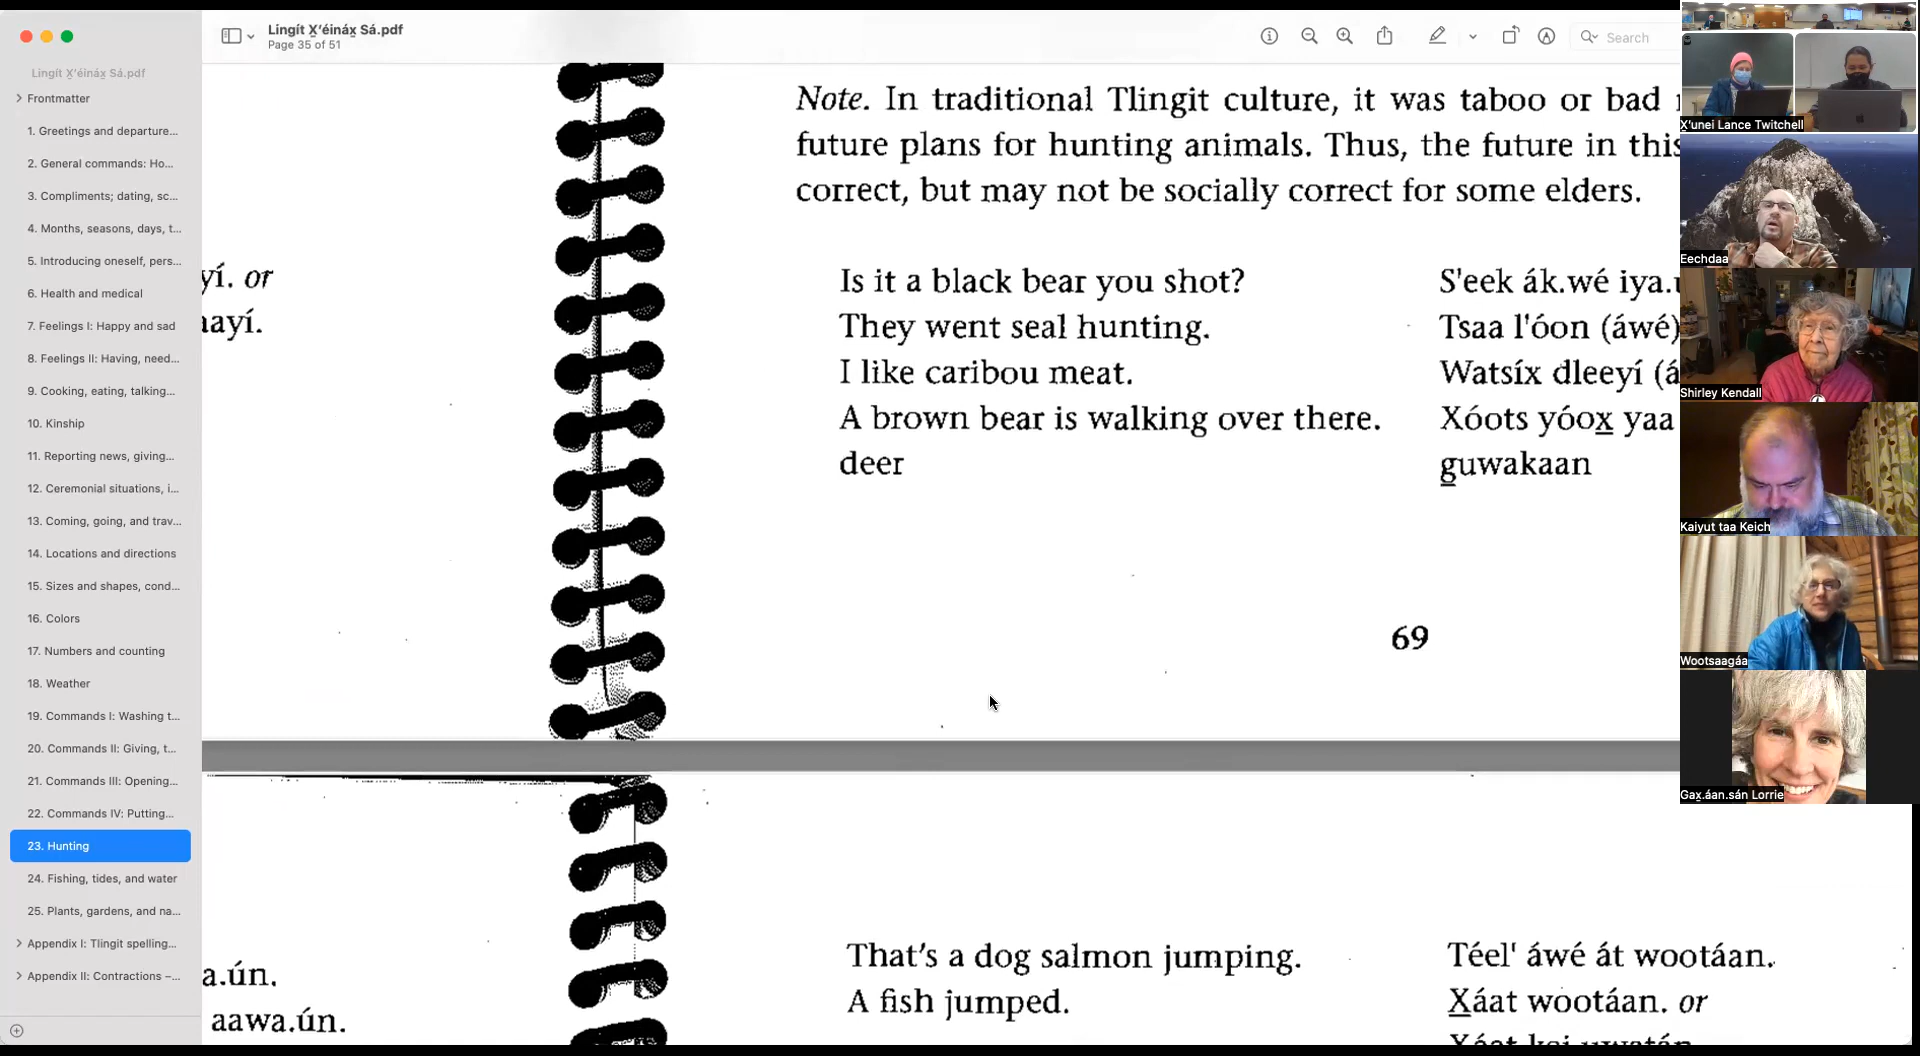 Lingít X̱ʼéináx̱ Sá.pdf
Page 35 of 51
Search
Lingít X̱ʼéináx̱ Sá.pdf
Frontmatter
1. Greetings and departure...
2. General commands: Ho...
3. Compliments; dating, sc...
4. Months, seasons, days, t...
5. Introducing oneself, pers...
6. Health and medical
7. Feelings I: Happy and sad
8. Feelings II: Having, need...
9. Cooking, eating, talking...
10. Kinship
11. Reporting news, giving...
12. Ceremonial situations, i...
13. Coming, going, and trav...
14. Locations and directions
15. Sizes and shapes, cond...
16. Colors
17. Numbers and counting
18. Weather
19. Commands I: Washing t...
20. Commands II: Giving, t...
21. Commands III: Opening...
22. Commands IV: Putting...
23. Hunting
24. Fishing, tides, and water
25. Plants, gardens, and na...
Appendix I: Tlingit spelling...
Appendix II: Contractions –...
yí. or
aayí.
a.ún.
aawa.ún.
Note. In traditional Tlingit culture, it was taboo or bad
future plans for hunting animals. Thus, the future in this
correct, but may not be socially correct for some elders.
Is it a black bear you shot? S'eek ák.wé iya.
They went seal hunting. Tsaa l'óon (áwé)
I like caribou meat. Watsíx dleeyí (á
A brown bear is walking over there. Xóots yóox̱ yaa
deer g̱uwakaan
69
That's a dog salmon jumping. Téel' áwé át wootáan.
A fish jumped. X̱áat wootáan. or
X̱'unei Lance Twitchell
Eechdaa
Shirley Kendall
Kaiyut taa Keich
Wootsaagáa
Gax̱.áan.sán Lorrie